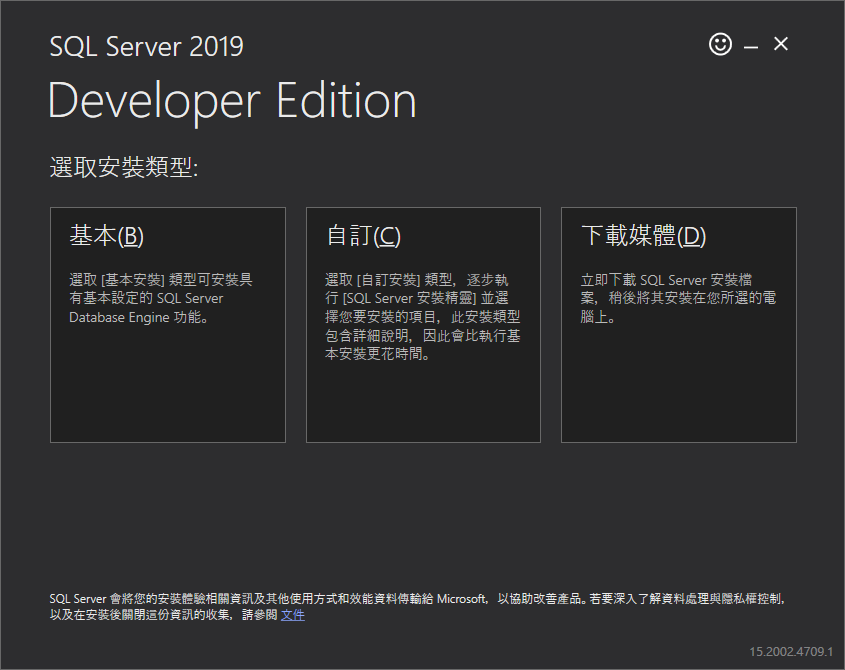 SQL Server 2019
Developer Edition
選取安裝類型:
基本(B)
選取 [基本安裝] 類型可安裝具
有基本設定的 SQL Server
Database Engine 功能。
自訂(C)
選取 [自訂安裝] 類型，逐步執
行 [SQL Server 安裝精靈] 並選
擇您要安裝的項目，此安裝類型
包含詳細說明，因此會比執行基
本安裝更花時間。
下載媒體(D)
立即下載 SQL Server 安裝檔
案，稍後將其安裝在您所選的電
腦上。
SQL Server 會將您的安裝體驗相關資訊及其他使用方式和效能資料傳輸給 Microsoft，以協助改善產品。若要深入了解資料處理與隱私權控制，
以及在安裝後關閉這份資訊的收集，請參閱 文件
15.2002.4709.1